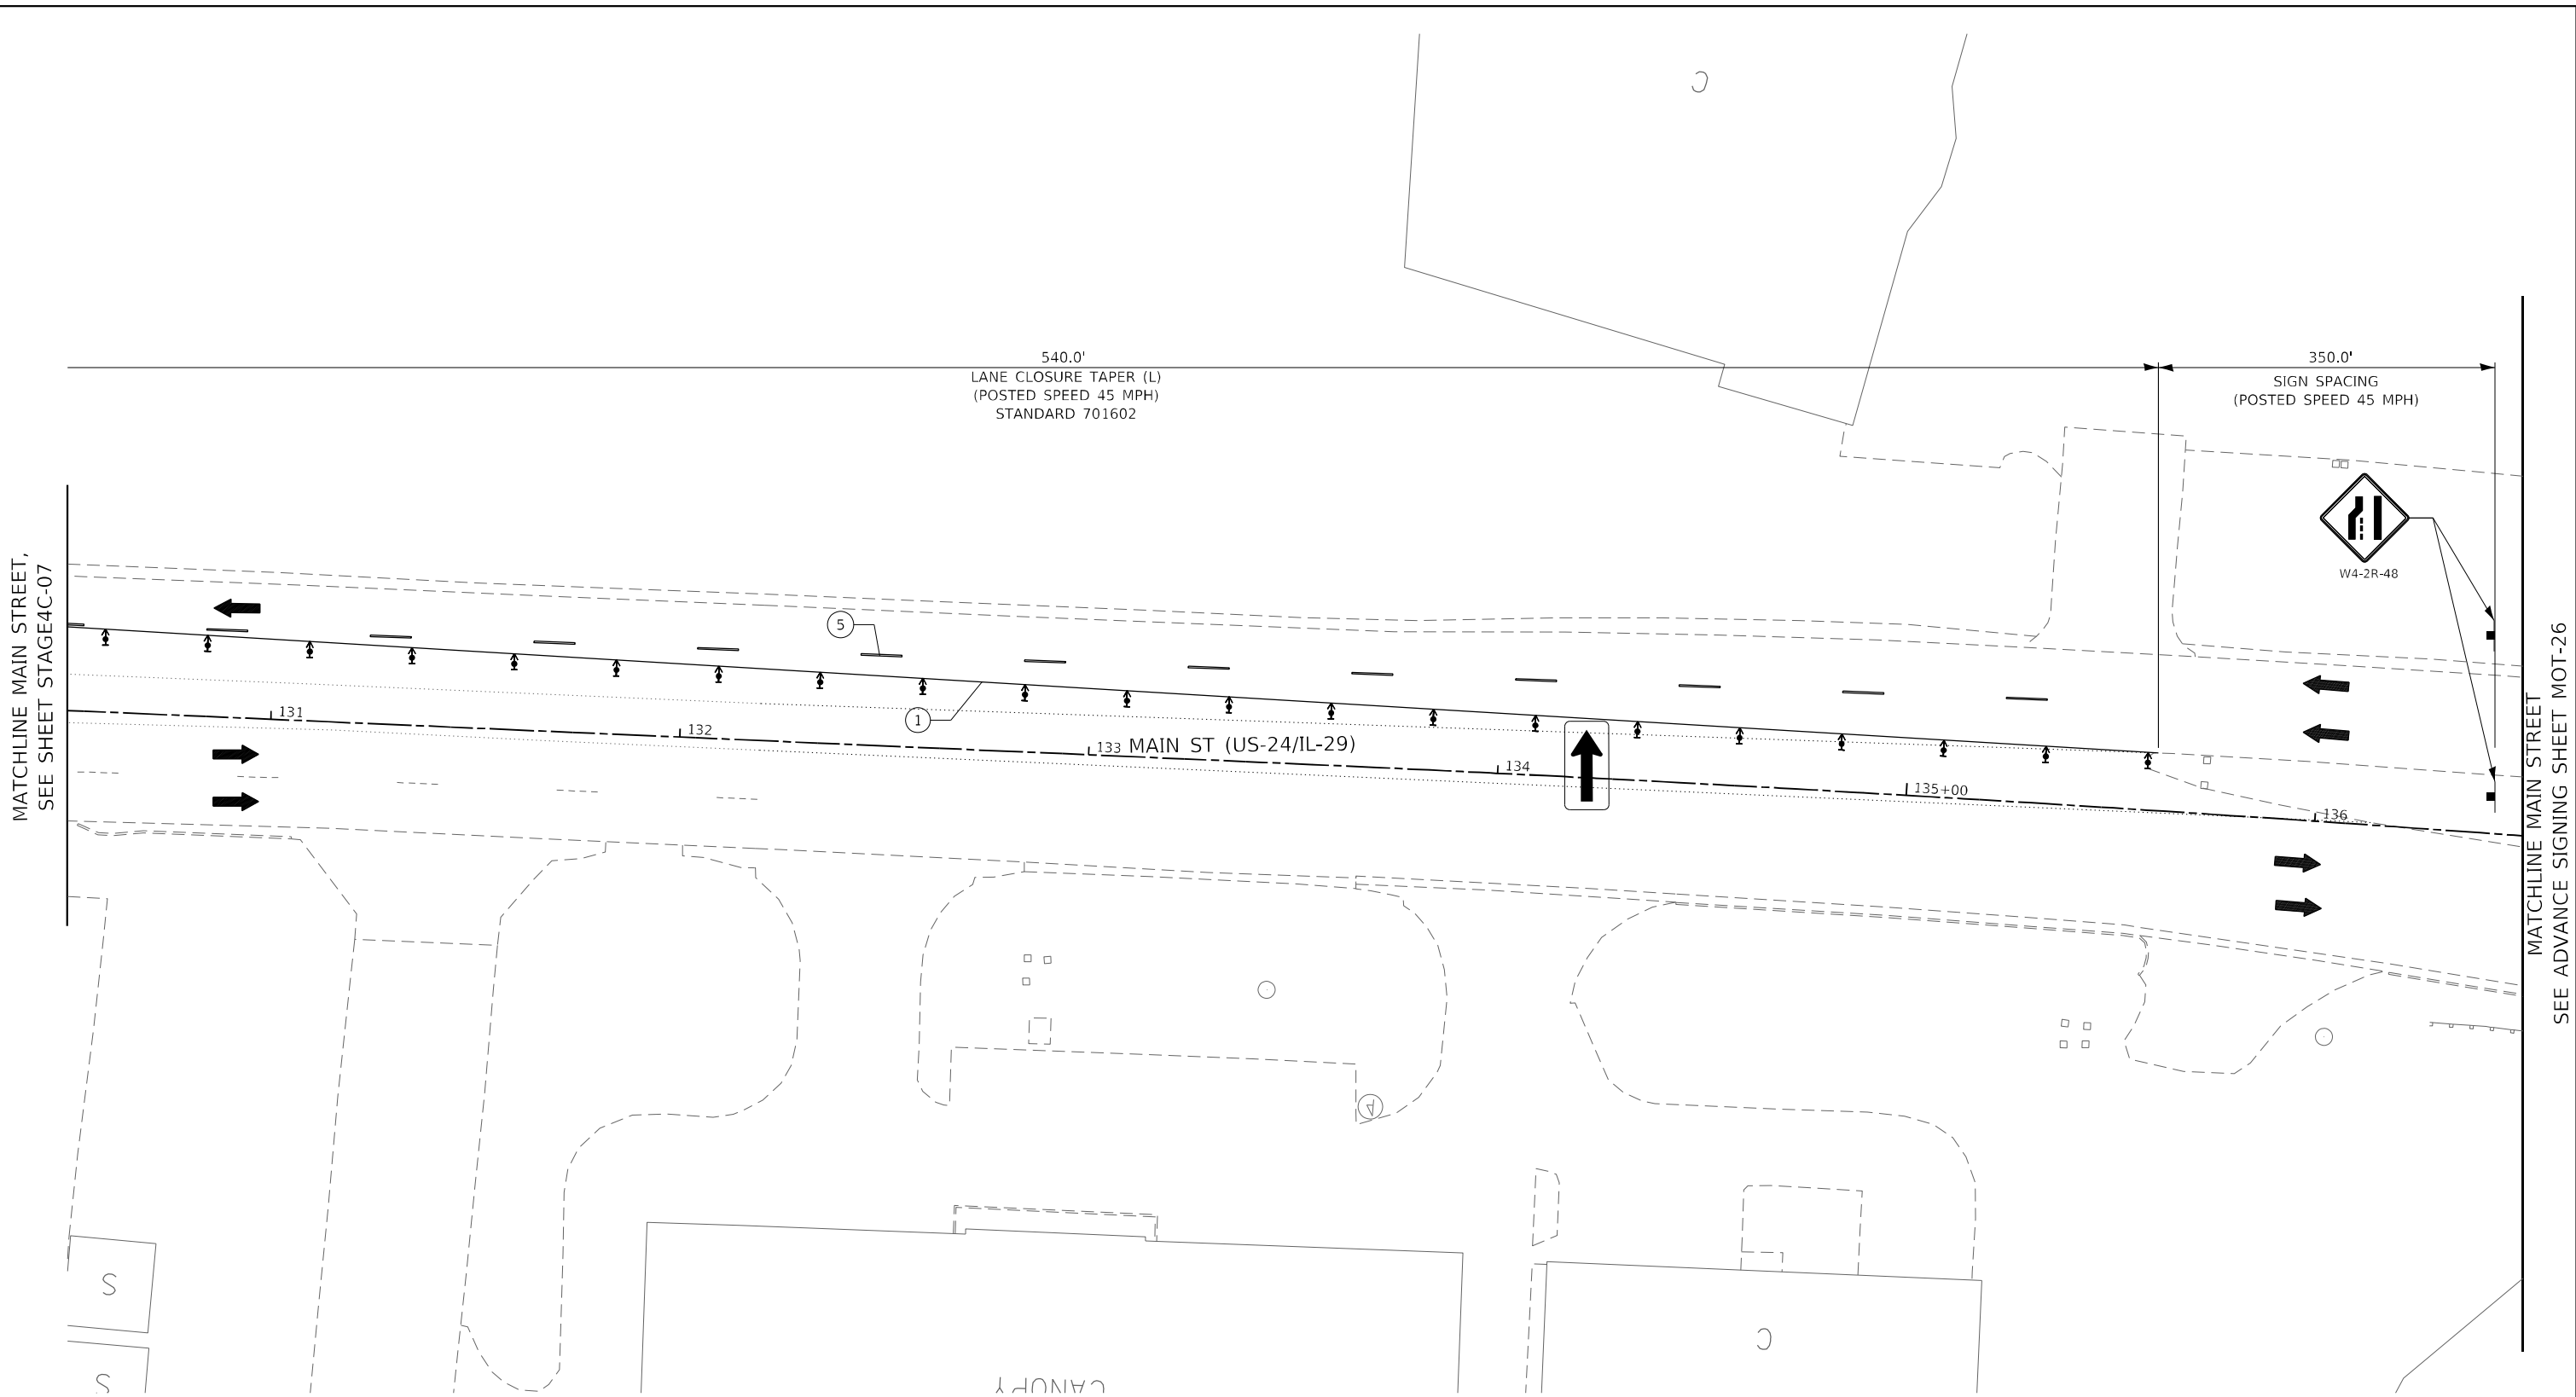 C
540.0'
LANE CLOSURE TAPER (L)
(POSTED SPEED 45 MPH)
STANDARD 701602
350.0'
SIGN SPACING
(POSTED SPEED 45 MPH)
W4-2R-48
MATCHLINE MAIN STREET,
SEE SHEET STAGE4C-07
5
1
131
132
133
MAIN ST (US-24/IL-29)
134
135+00
136
MATCHLINE MAIN STREET
SEE ADVANCE SIGNING SHEET MOT-26
A
S
S
C
CANOPY